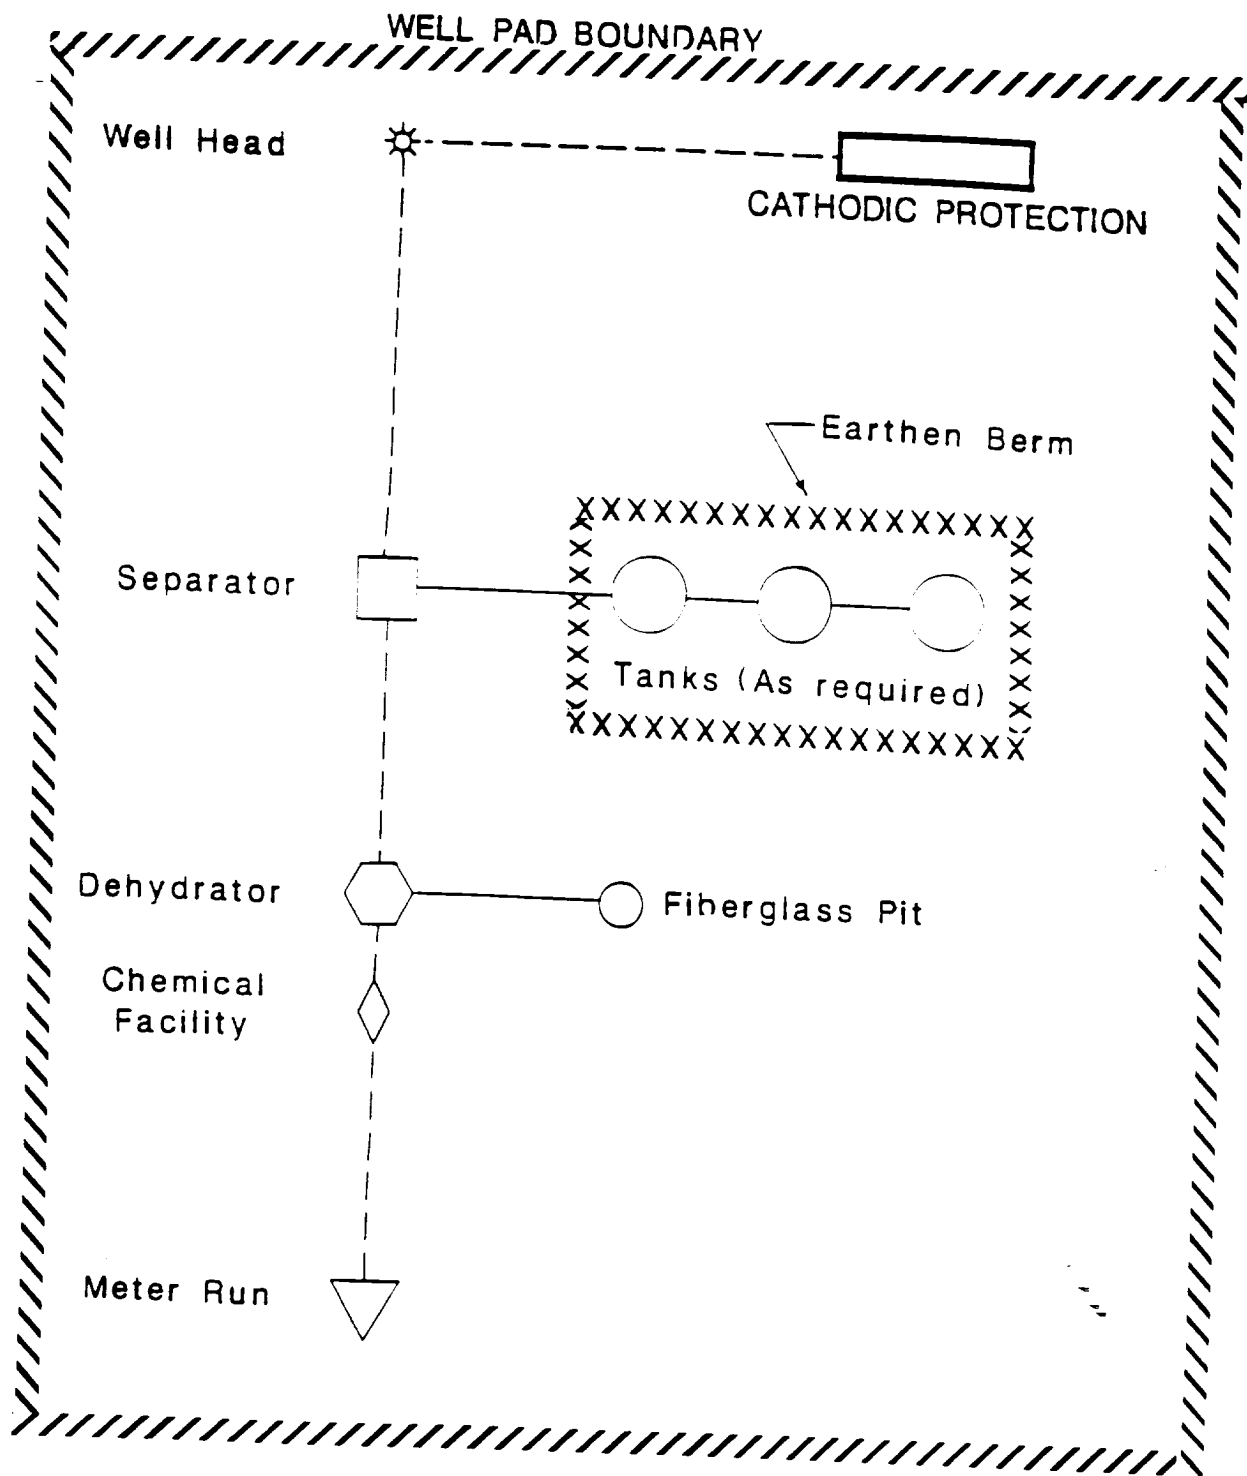 WELL PAD BOUNDARY
Well Head
CATHODIC PROTECTION
Earthen Berm
Separator
Tanks (As required)
Dehydrator
Fiberglass Pit
Chemical
Facility
Meter Run